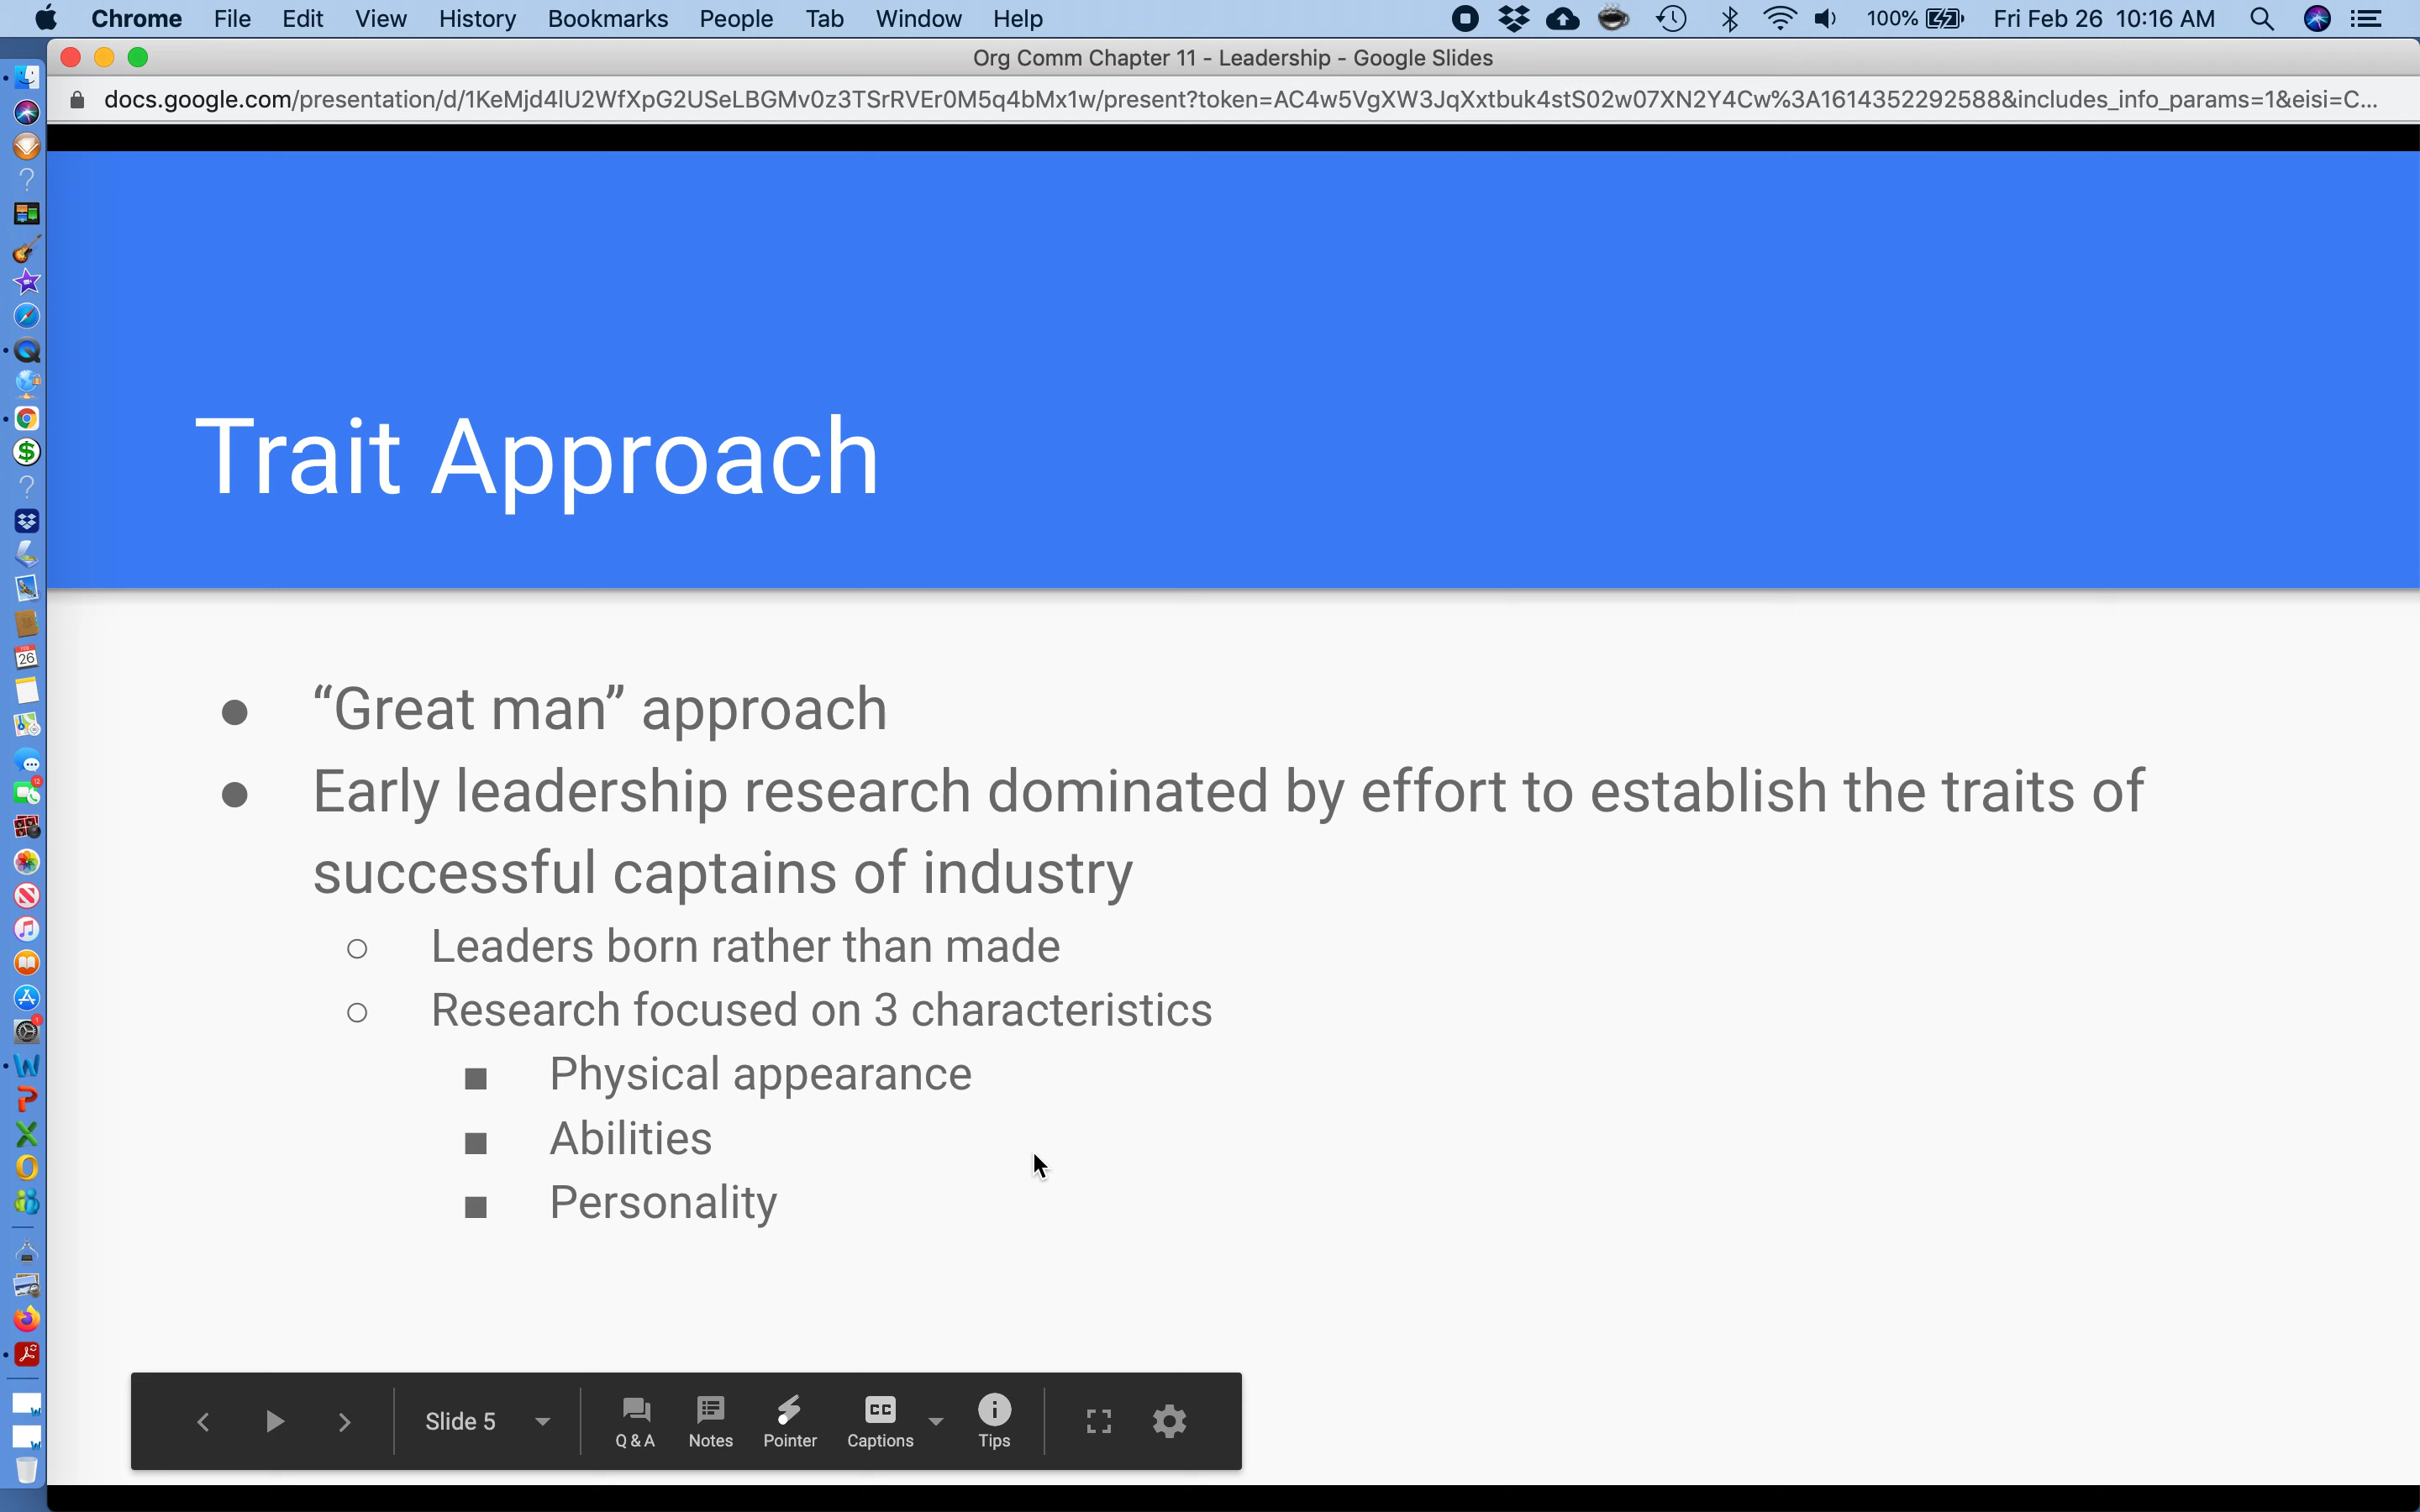 Chrome File Edit View History Bookmarks People Tab Window Help 100% Fri Feb 26 10:16 AM
Org Comm Chapter 11 - Leadership - Google Slides
docs.google.com/presentation/d/1KeMjd4lU2WfXpG2USeLBGMv0z3TSrRVEr0M5q4bMx1w/present?token=AC4w5VgXW3JqXxtbuk4stS02w07XN2Y4Cw%3A1614352292588&includes_info_params=1&eisi=C...
Trait Approach
● “Great man” approach
● Early leadership research dominated by effort to establish the traits of
successful captains of industry
○ Leaders born rather than made
○ Research focused on 3 characteristics
■ Physical appearance
■ Abilities
■ Personality
Slide 5
Q & A Notes Pointer CC Captions Tips